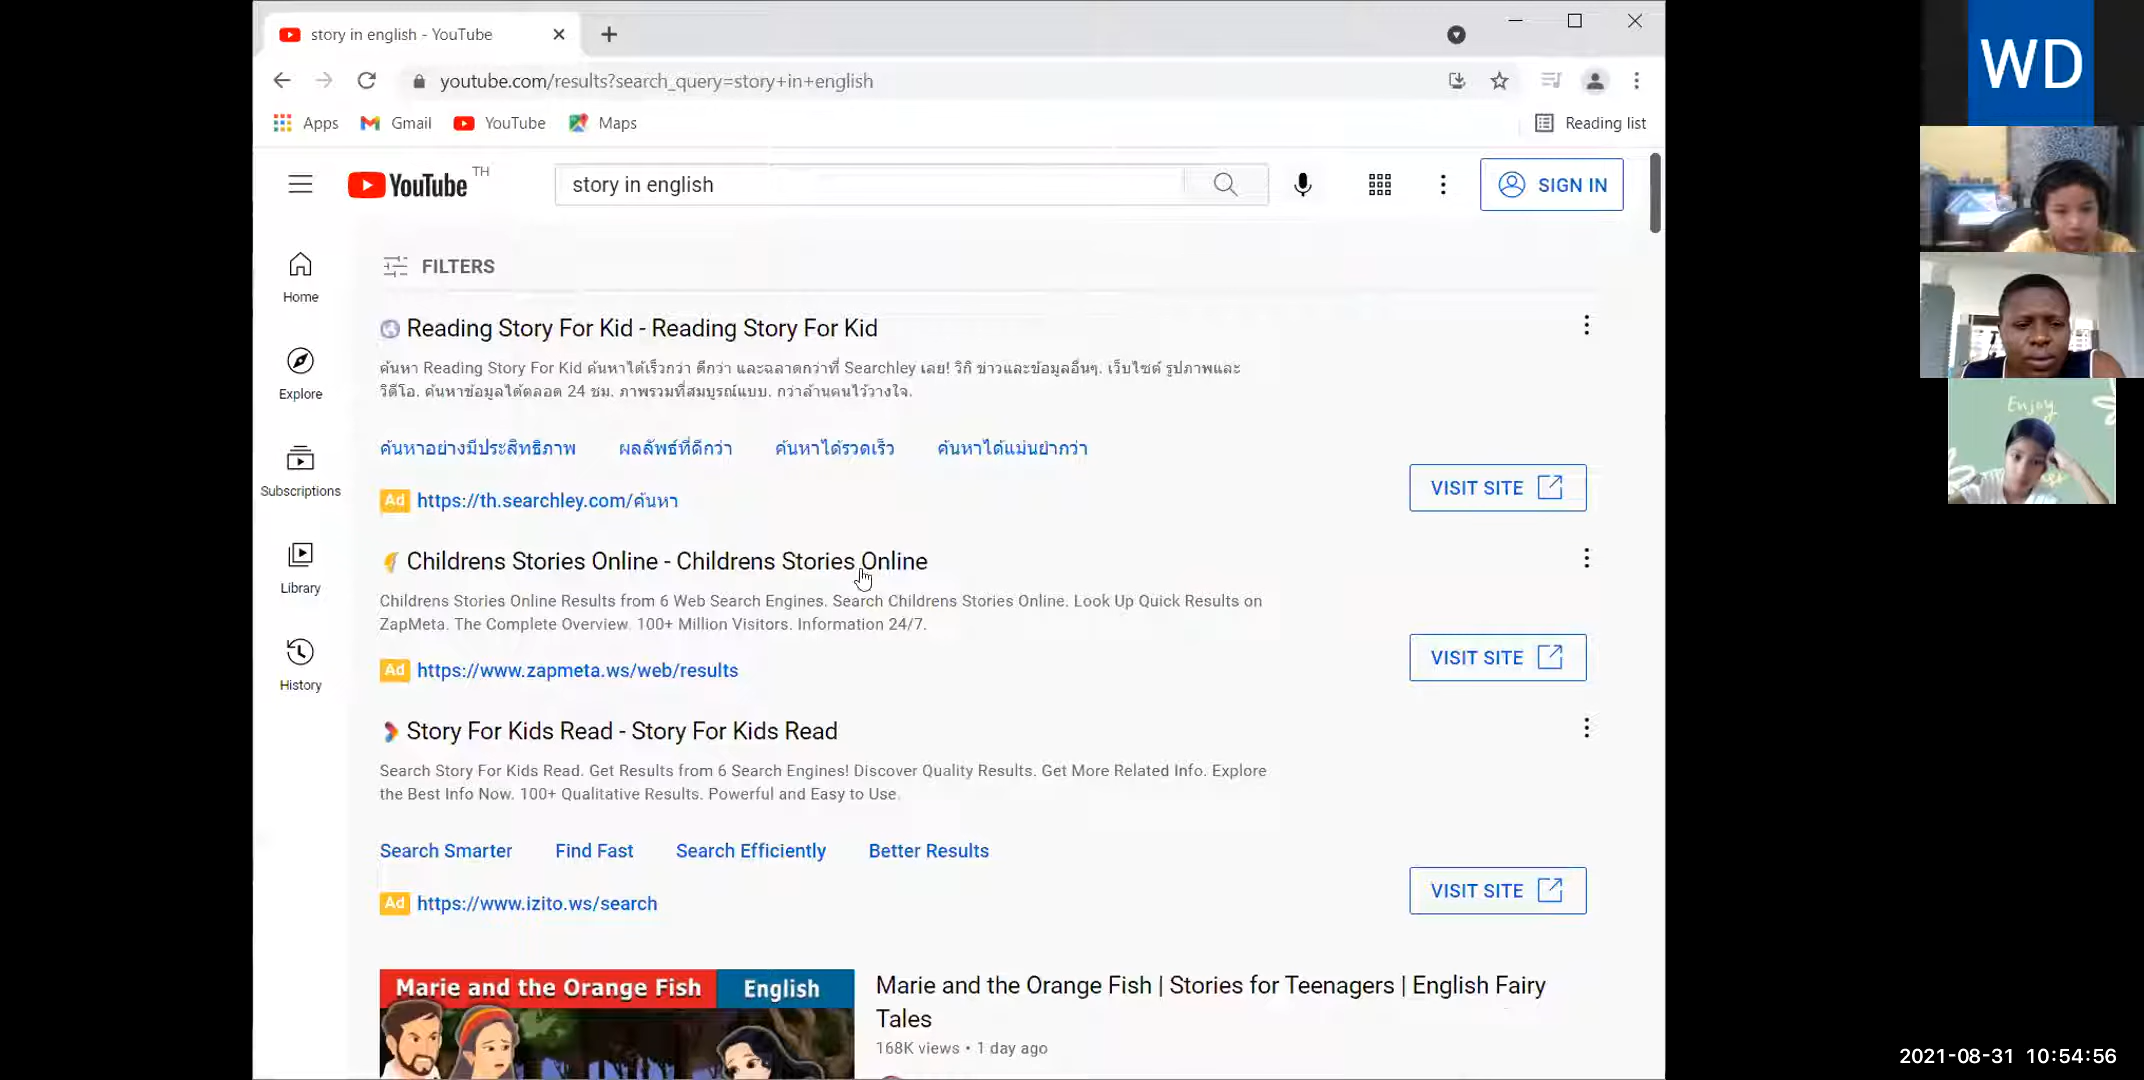 story in english - YouTube
youtube.com/results?search_query=story+in+english
Apps
Gmail
YouTube
Maps
Reading list
YouTube TH
story in english
SIGN IN
FILTERS
Home
Explore
Subscriptions
Library
History
Reading Story For Kid - Reading Story For Kid
ค้นหา Reading Story For Kid ค้นหาได้เร็วกว่า ดีกว่า และฉลาดกว่าที่ Searchley เลย! วิกิ ข่าวและข้อมูลอื่นๆ. เว็บไซต์ รูปภาพและ
วิดีโอ. ค้นหาข้อมูลได้ตลอด 24 ชม. ภาพรวมที่สมบูรณ์แบบ. กว่าล้านคนไว้วางใจ.
ค้นหาอย่างมีประสิทธิภาพ ผลลัพธ์ที่ดีกว่า ค้นหาได้รวดเร็ว ค้นหาได้แม่นยำกว่า
Ad https://th.searchley.com/ค้นหา
VISIT SITE
Childrens Stories Online - Childrens Stories Online
Childrens Stories Online Results from 6 Web Search Engines. Search Childrens Stories Online. Look Up Quick Results on
ZapMeta. The Complete Overview. 100+ Million Visitors. Information 24/7.
Ad https://www.zapmeta.ws/web/results
VISIT SITE
Story For Kids Read - Story For Kids Read
Search Story For Kids Read. Get Results from 6 Search Engines! Discover Quality Results. Get More Related Info. Explore
the Best Info Now. 100+ Qualitative Results. Powerful and Easy to Use.
Search Smarter Find Fast Search Efficiently Better Results
Ad https://www.izito.ws/search
VISIT SITE
Marie and the Orange Fish English
Marie and the Orange Fish | Stories for Teenagers | English Fairy
Tales
168K views • 1 day ago
WD
Enjoy
2021-08-31 10:54:56